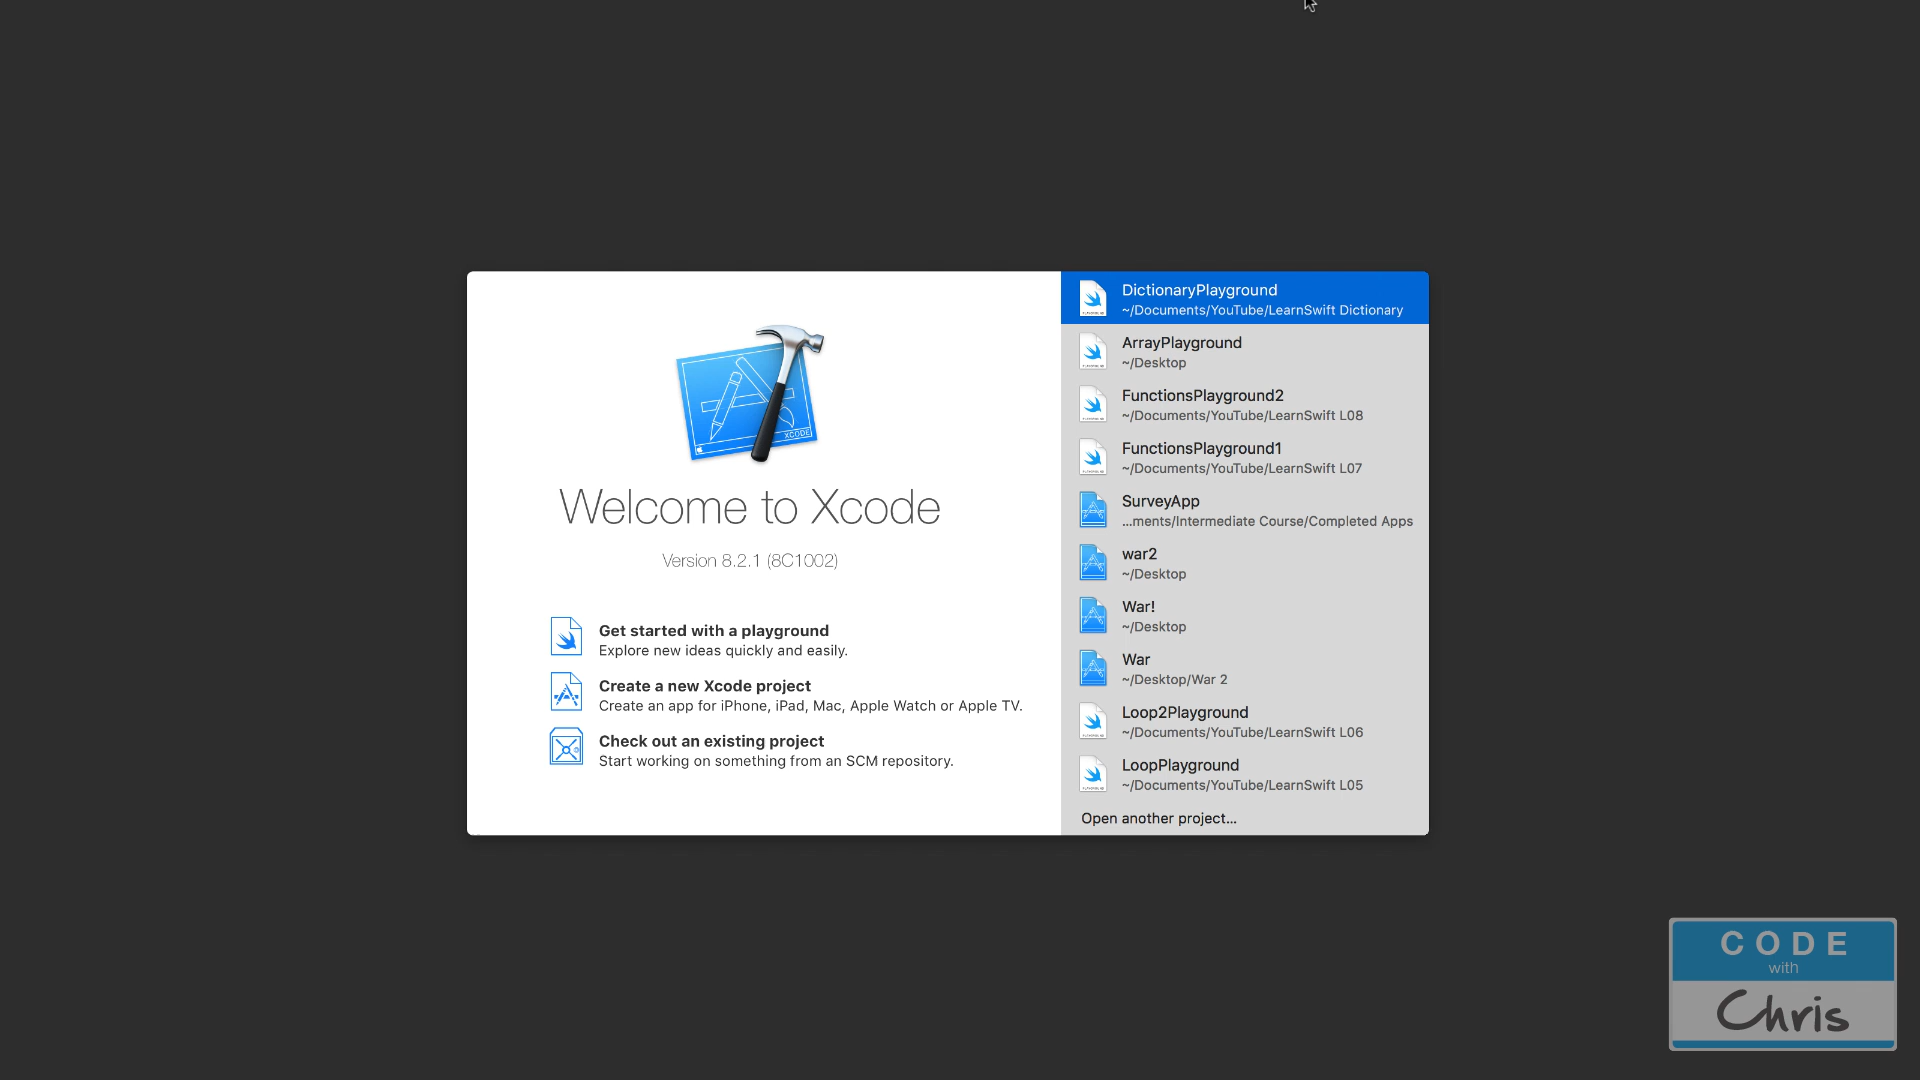 Welcome to Xcode
Version 8.2.1 (8C1002)
Get started with a playground
Explore new ideas quickly and easily.
Create a new Xcode project
Create an app for iPhone, iPad, Mac, Apple Watch or Apple TV.
Check out an existing project
Start working on something from an SCM repository.
DictionaryPlayground
~/Documents/YouTube/LearnSwift Dictionary
ArrayPlayground
~/Desktop
FunctionsPlayground2
~/Documents/YouTube/LearnSwift L08
FunctionsPlayground1
~/Documents/YouTube/LearnSwift L07
SurveyApp
...ments/Intermediate Course/Completed Apps
war2
~/Desktop
War!
~/Desktop
War
~/Desktop/War 2
Loop2Playground
~/Documents/YouTube/LearnSwift L06
LoopPlayground
~/Documents/YouTube/LearnSwift L05
Open another project...
XCODE
CODE
with
Chris